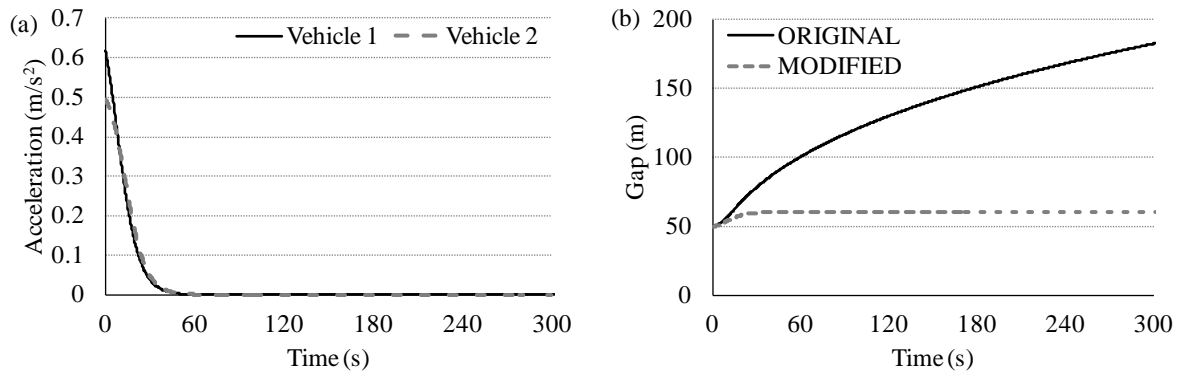 (a)
Vehicle 1 Vehicle 2
0.7
0.6
0.5
0.4
0.3
0.2
0.1
0
Acceleration (m/s²)
0 60 120 180 240 300
Time (s)
(b)
ORIGINAL
MODIFIED
200
150
100
50
0
Gap (m)
0 60 120 180 240 300
Time (s)